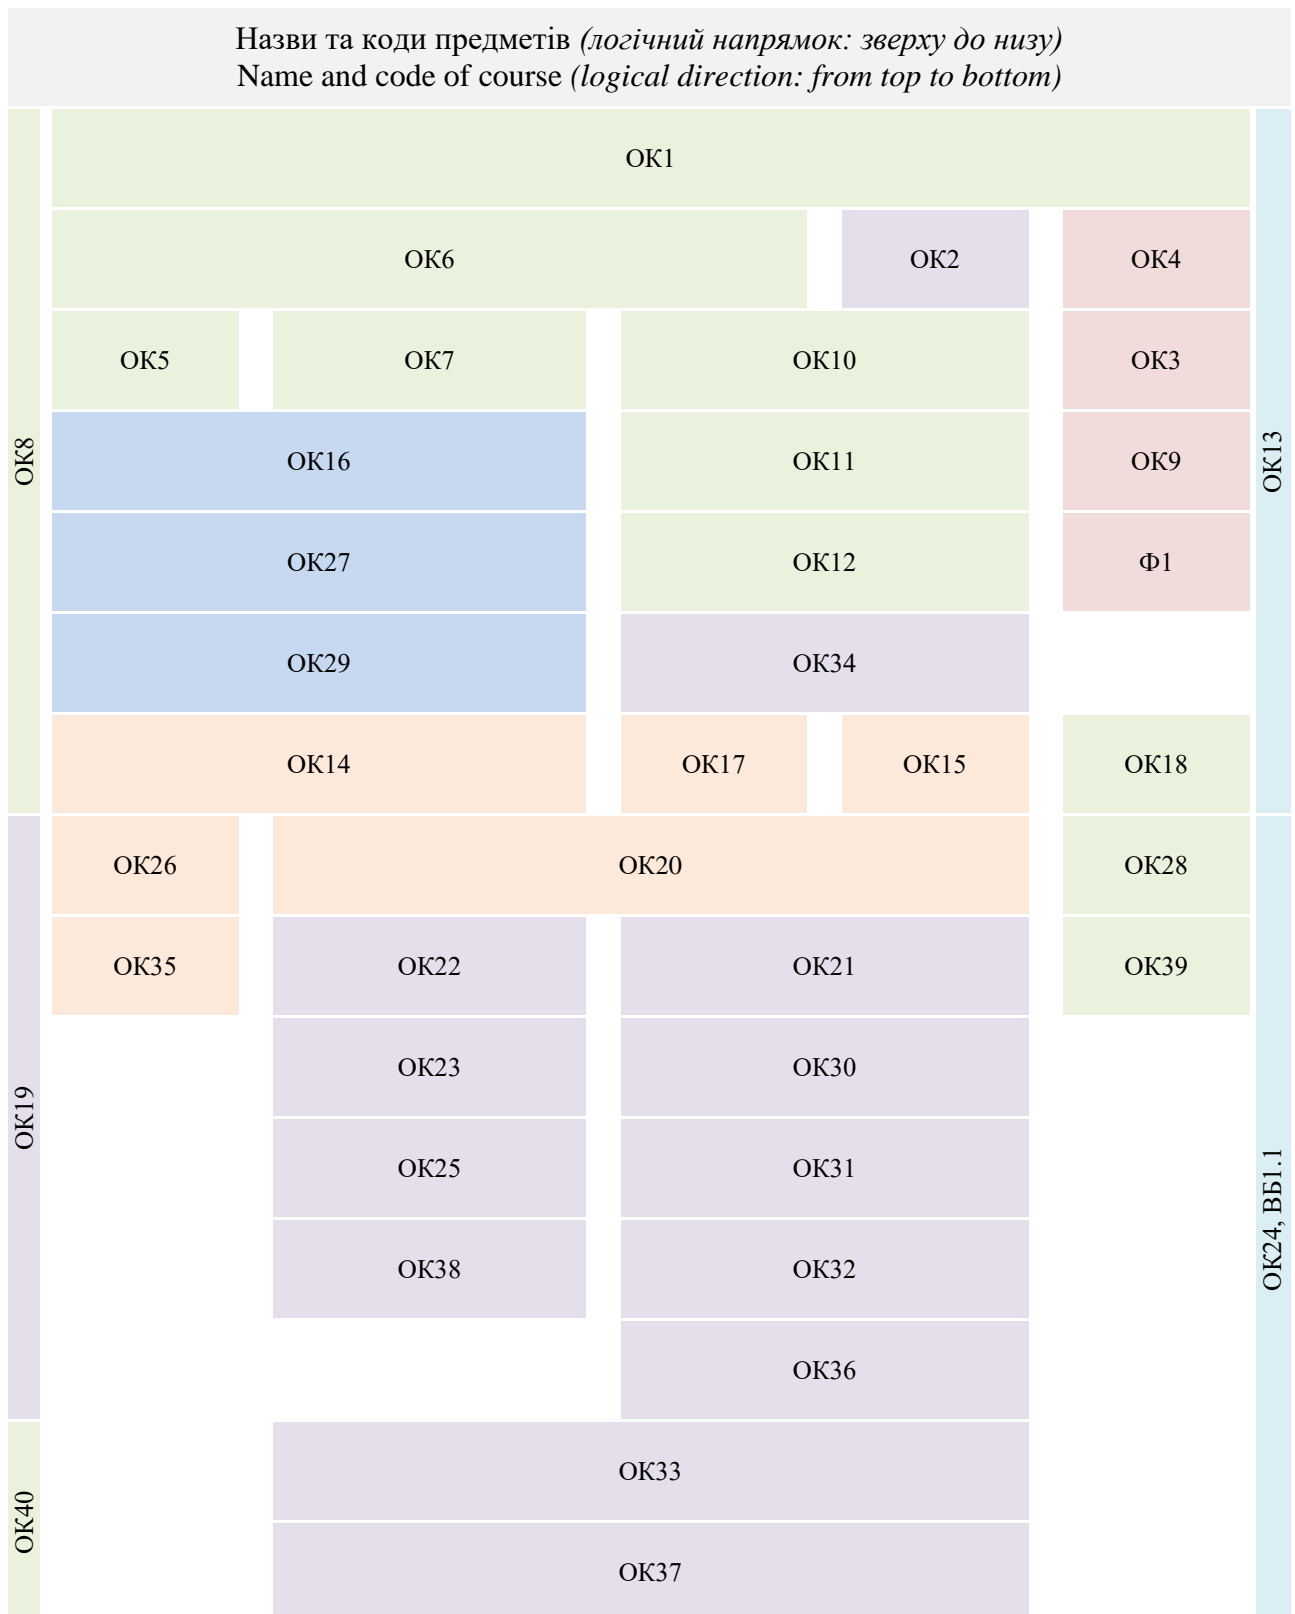 Назви та коди предметів (логічний напрямок: зверху до низу)
Name and code of course (logical direction: from top to bottom)
ОК8
ОК1
ОК13
ОК6
ОК2
ОК4
ОК5
ОК7
ОК10
ОК3
ОК16
ОК11
ОК9
ОК27
ОК12
Ф1
ОК29
ОК34
ОК14
ОК17
ОК15
ОК18
ОК19
ОК26
ОК20
ОК28
ОК24, ВБ1.1
ОК35
ОК22
ОК21
ОК39
ОК23
ОК30
ОК25
ОК31
ОК38
ОК32
ОК36
ОК40
ОК33
ОК37